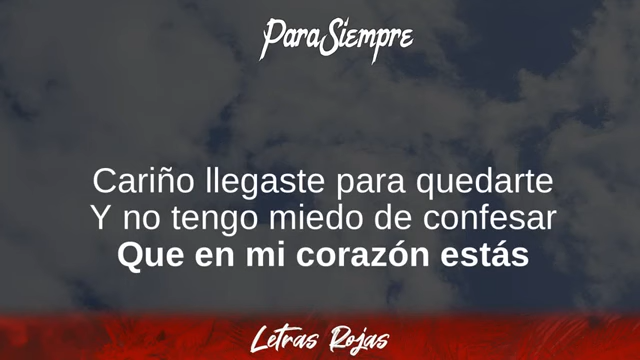 Para Siempre
Cariño llegaste para quedarte
Y no tengo miedo de confesar
Que en mi corazón estás
Letras Rojas